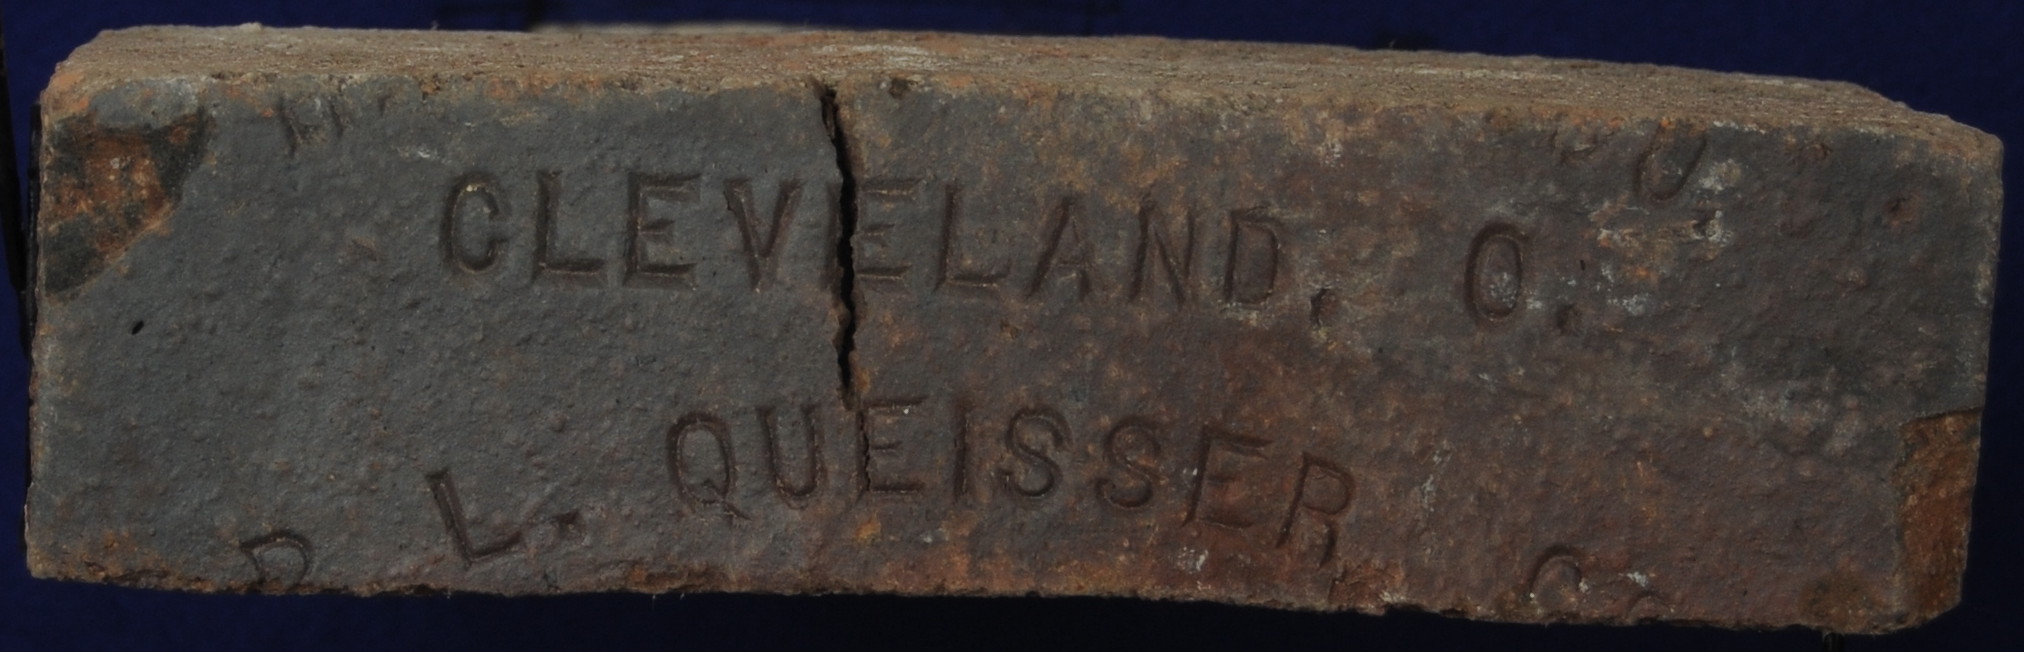 CLEVELAND, O.
R. L. QUEISSER C